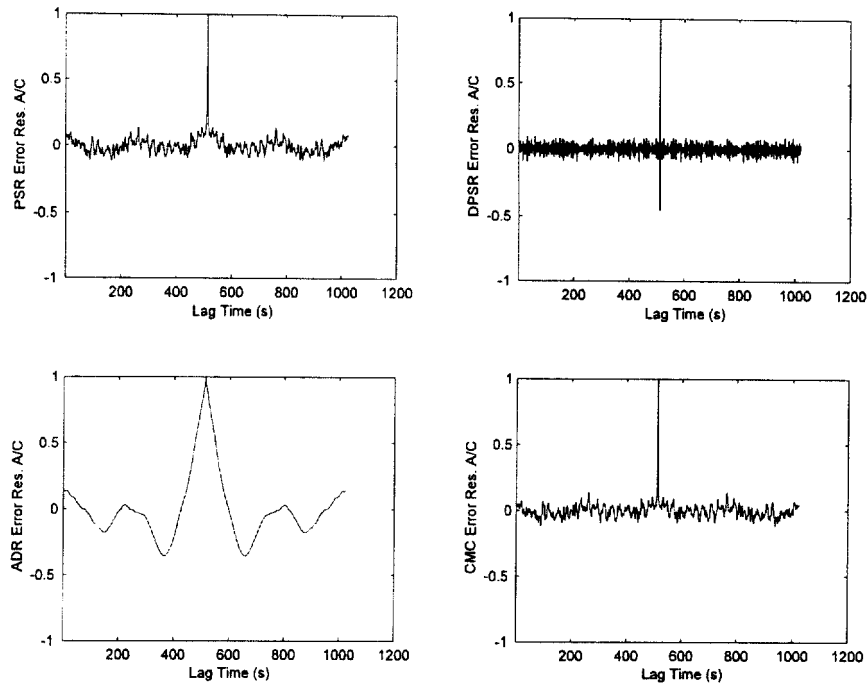 1
0.5
0
-0.5
-1
PSR Error Res. A/C
200 400 600 800 1000 1200
Lag Time (s)
1
0.5
0
-0.5
-1
DPSR Error Res. A/C
200 400 600 800 1000 1200
Lag Time (s)
1
0.5
0
-0.5
-1
ADR Error Res. A/C
200 400 600 800 1000 1200
Lag Time (s)
1
0.5
0
-0.5
-1
CMC Error Res. A/C
200 400 600 800 1000 1200
Lag Time (s)